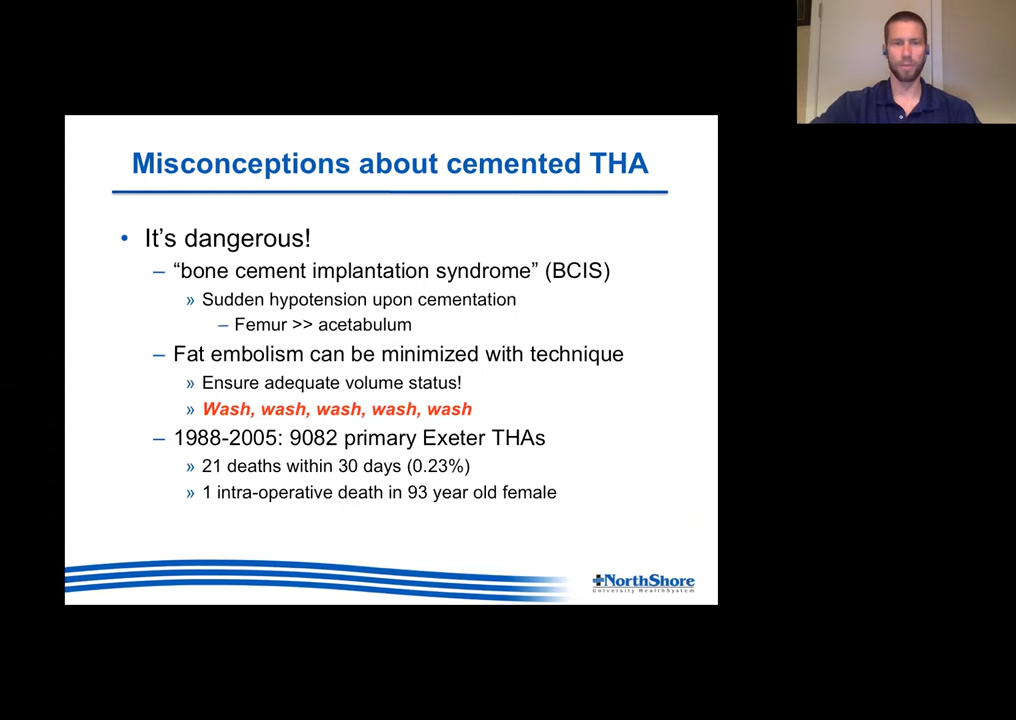 Misconceptions about cemented THA
• It’s dangerous!
– “bone cement implantation syndrome” (BCIS)
» Sudden hypotension upon cementation
– Femur >> acetabulum
– Fat embolism can be minimized with technique
» Ensure adequate volume status!
» Wash, wash, wash, wash, wash
– 1988-2005: 9082 primary Exeter THAs
» 21 deaths within 30 days (0.23%)
» 1 intra-operative death in 93 year old female
NorthShore
University HealthSystem